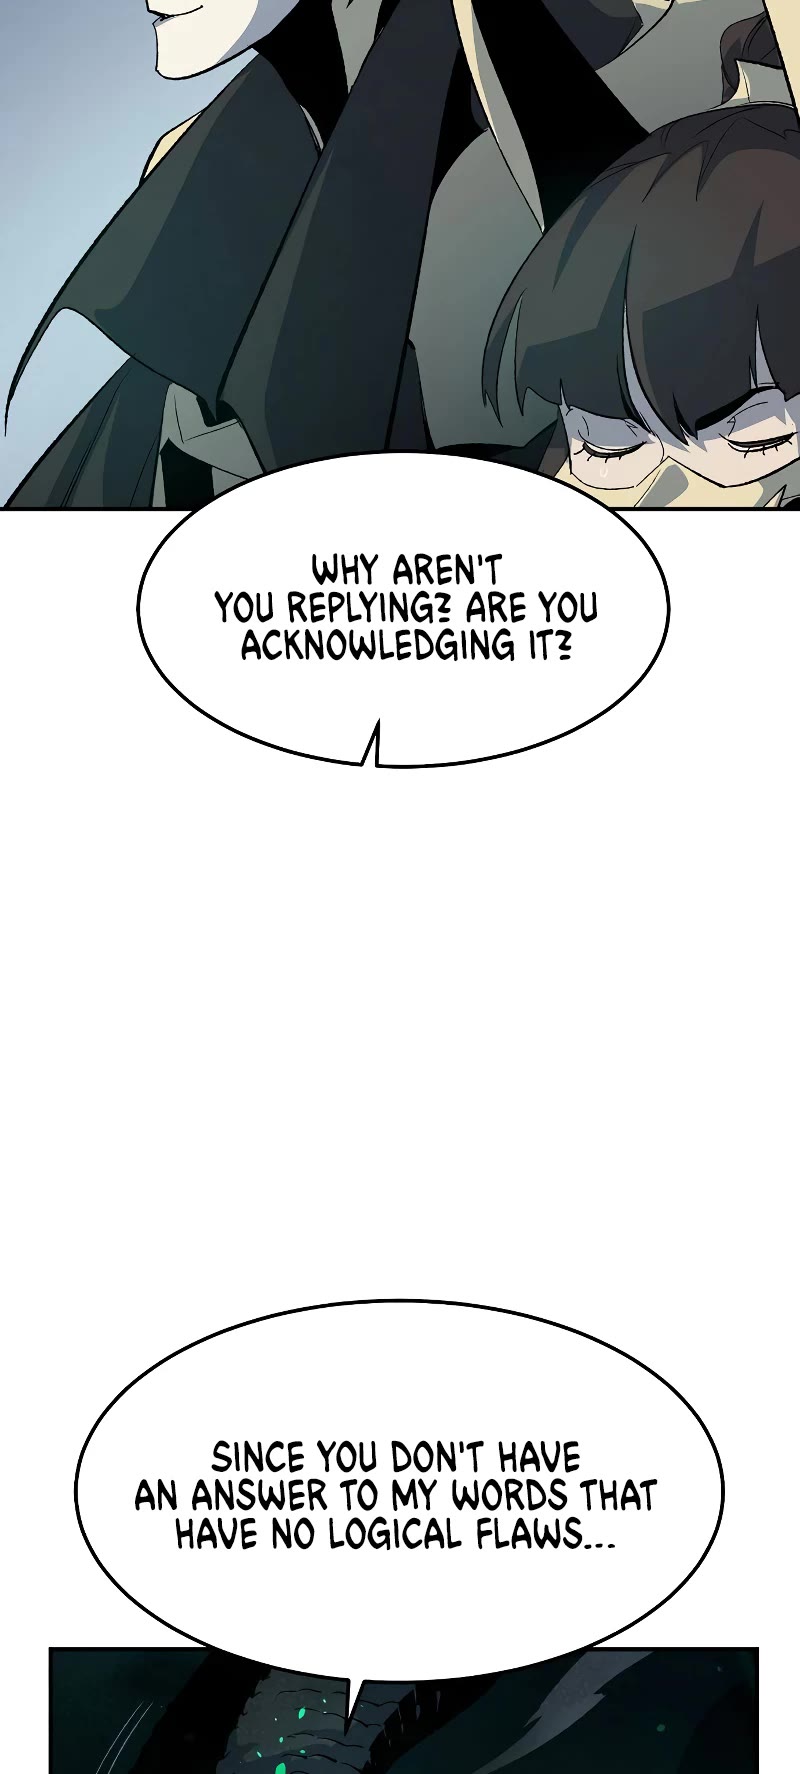 WHY AREN'T
YOU REPLYING? ARE YOU
ACKNOWLEDGING IT?
SINCE YOU DON'T HAVE
AN ANSWER TO MY WORDS THAT
HAVE NO LOGICAL FLAWS...